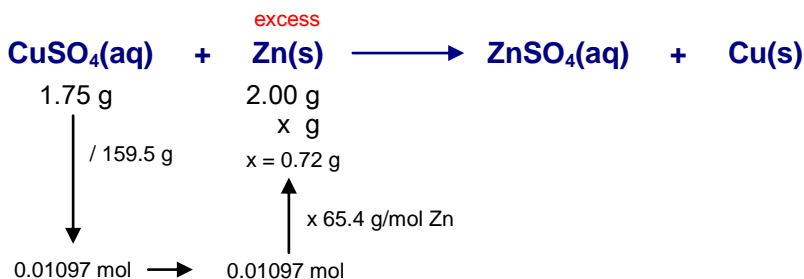 excess
CuSO₄(aq) + Zn(s) ZnSO₄(aq) + Cu(s)
1.75 g 2.00 g
x g
/ 159.5 g x = 0.72 g
x 65.4 g/mol Zn
0.01097 mol 0.01097 mol